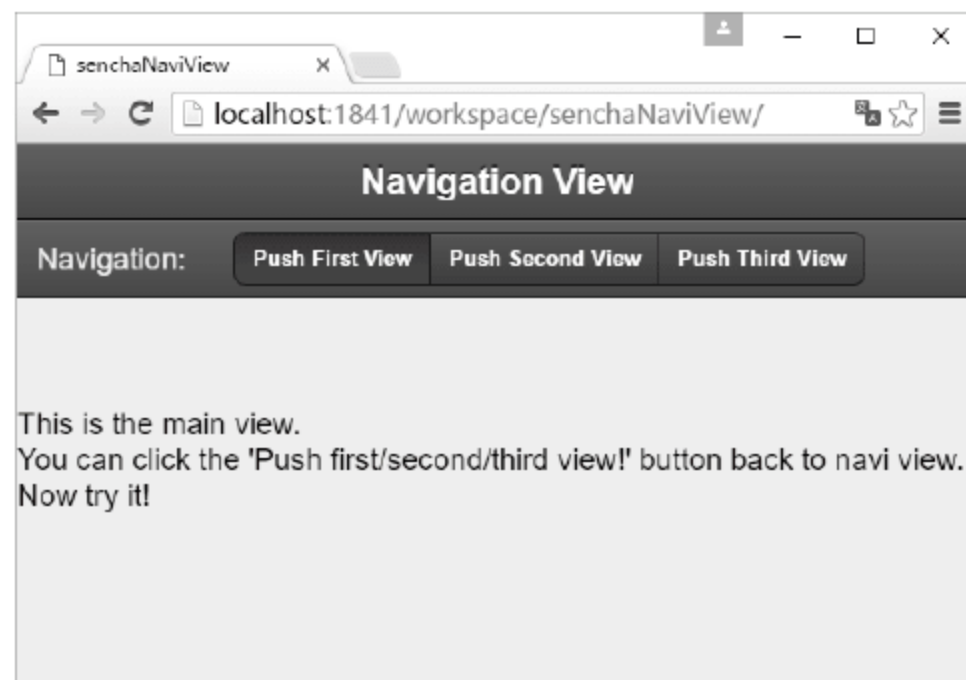 senchaNaviView
localhost:1841/workspace/senchaNaviView/
Navigation View
Navigation: Push First View Push Second View Push Third View
This is the main view.
You can click the 'Push first/second/third view!' button back to navi view.
Now try it!